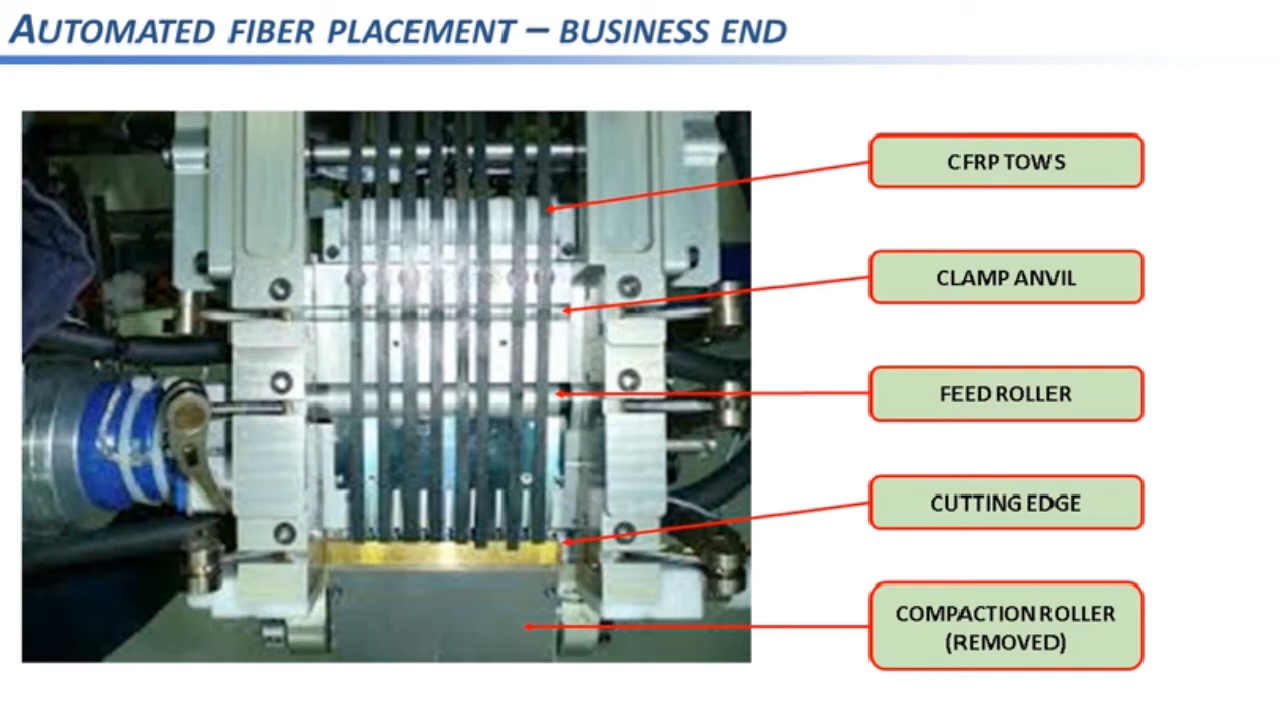 AUTOMATED FIBER PLACEMENT – BUSINESS END
CFRP TOWS
CLAMP ANVIL
FEED ROLLER
CUTTING EDGE
COMPACTION ROLLER
(REMOVED)